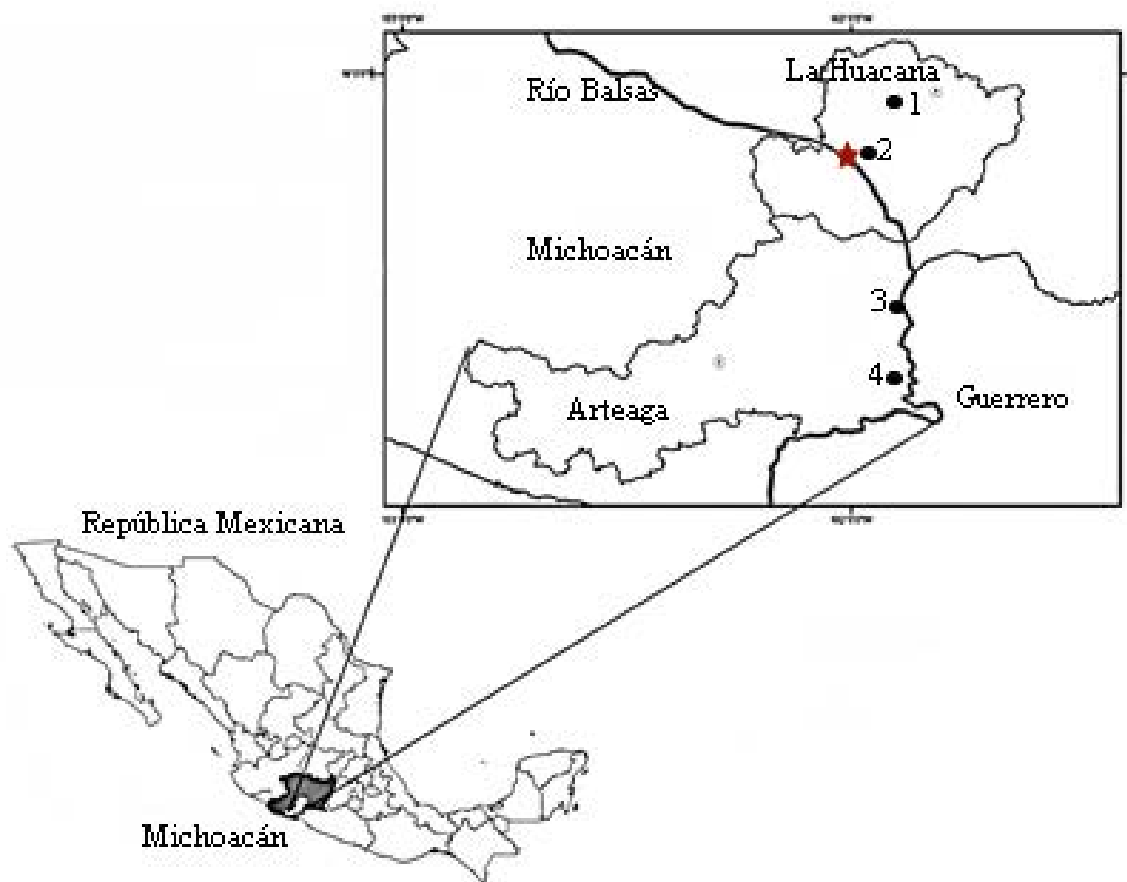 La Huacana
Río Balsas
1
2
Michoacán
3
4
Guerrero
Arteaga
República Mexicana
Michoacán